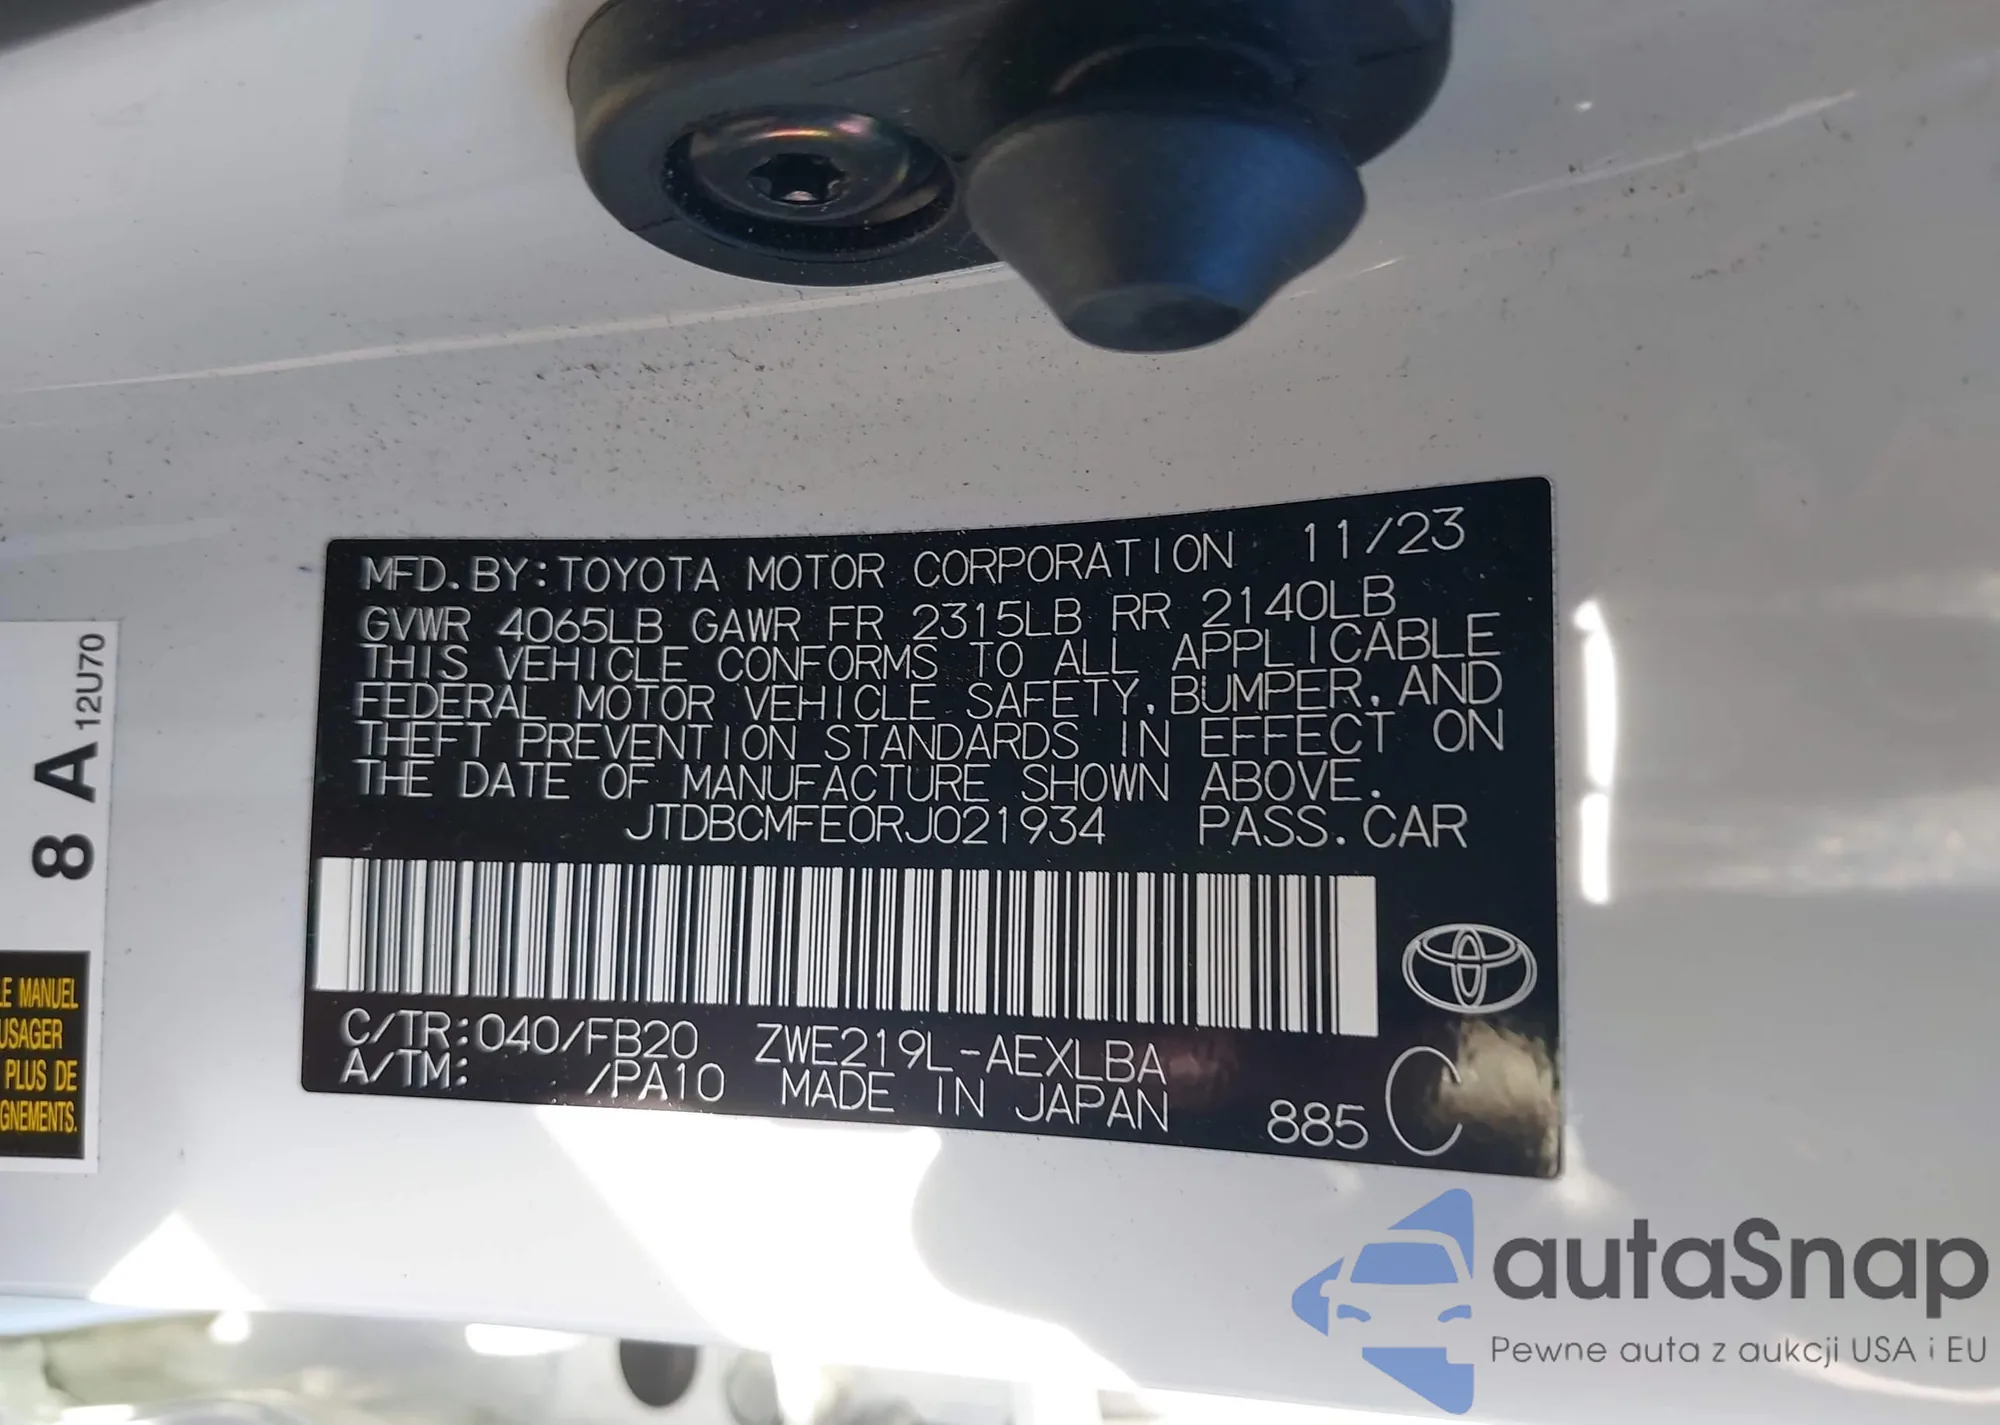 MFD.BY:TOYOTA MOTOR CORPORATION 11/23
GVWR 4065LB GAWR FR 2315LB RR 2140LB
THIS VEHICLE CONFORMS TO ALL APPLICABLE
FEDERAL MOTOR VEHICLE SAFETY, BUMPER, AND
THEFT PREVENTION STANDARDS IN EFFECT ON
THE DATE OF MANUFACTURE SHOWN ABOVE.
JTDBCMFE0RJ021934 PASS.CAR
C/TR:040/FB20 ZWE219L-AEXLBA
A/TM: /PA10 MADE IN JAPAN
885 C
8 A 12U70
LE MANUEL
USAGER
PLUS DE
GNEMENTS.
autaSnap
Pewne auta z aukcji USA i EU